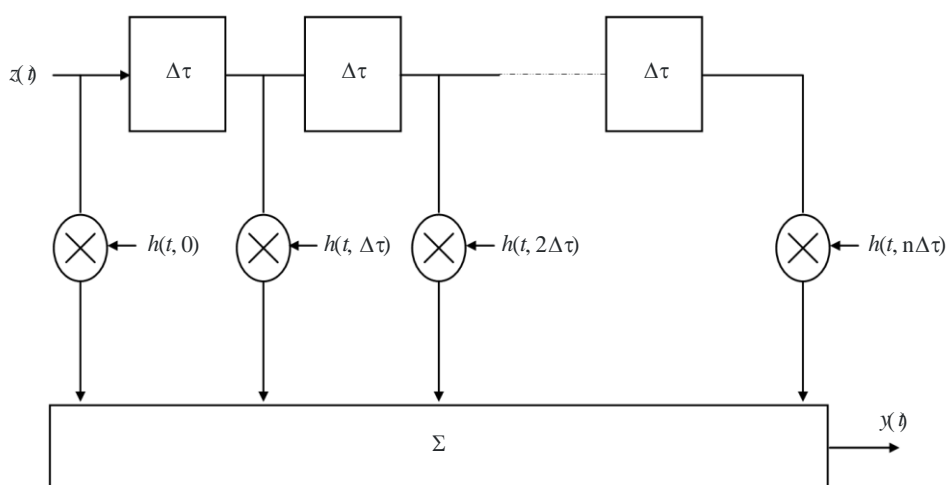 z(t)
Δτ
Δτ
Δτ
h(t, 0)
h(t, Δτ)
h(t, 2Δτ)
h(t, nΔτ)
Σ
y(t)